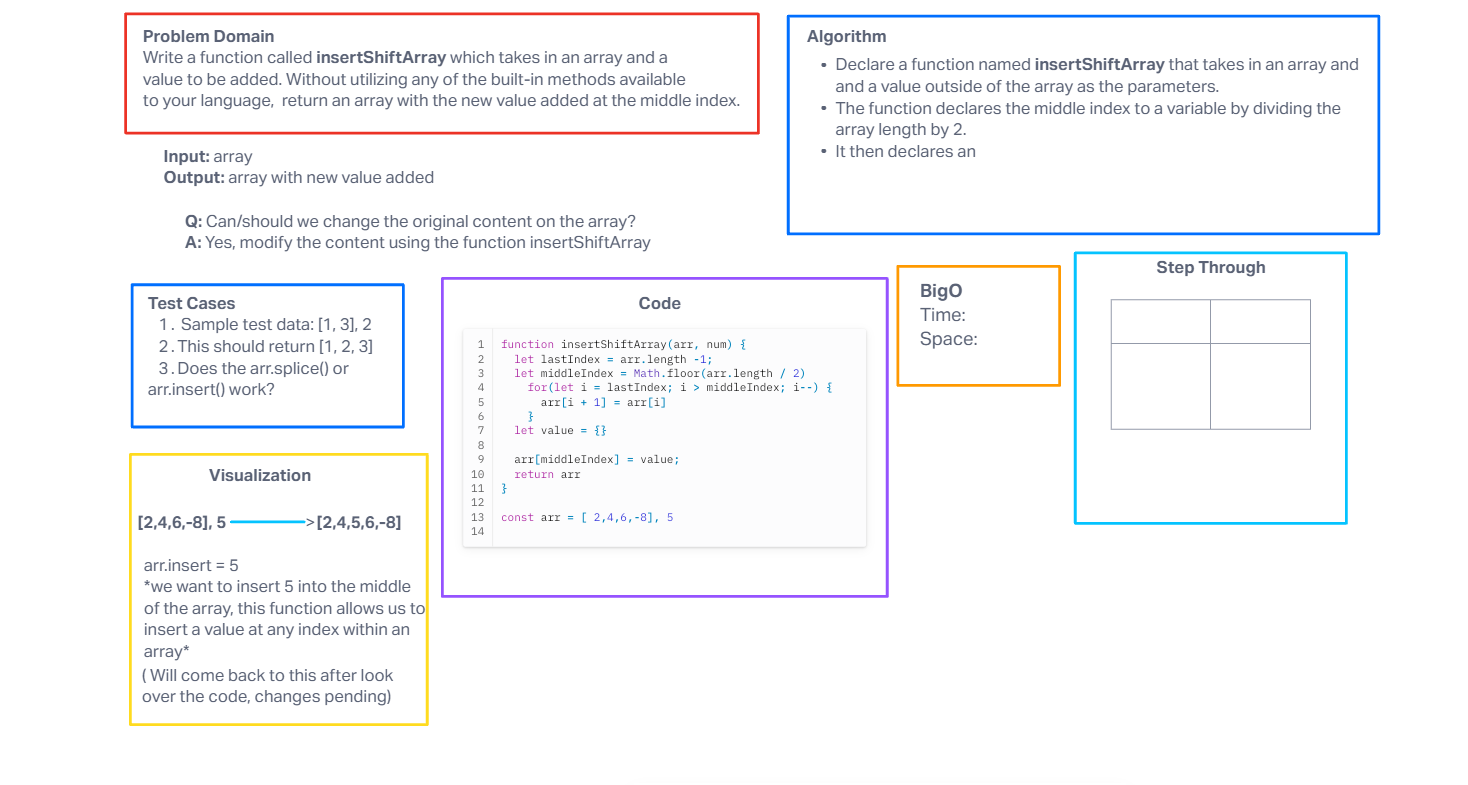 Problem Domain
Write a function called insertShiftArray which takes in an array and a
value to be added. Without utilizing any of the built-in methods available
to your language,  return an array with the new value added at the middle index.
Input: array
Output: array with new value added
Q: Can/should we change the original content on the array?
A: Yes, modify the content using the function insertShiftArray
Algorithm
• Declare a function named insertShiftArray that takes in an array and
and a value outside of the array as the parameters.
• The function declares the middle index to a variable by dividing the
array length by 2.
• It then declares an
Test Cases
1. Sample test data: [1, 3], 2
2. This should return [1, 2, 3]
3. Does the arr.splice() or
arr.insert() work?
Code
1 function insertShiftArray(arr, num) {
2   let lastIndex = arr.length -1;
3   let middleIndex = Math.floor(arr.length / 2)
4     for(let i = lastIndex; i > middleIndex; i--) {
5       arr[i + 1] = arr[i]
6     }
7   let value = {}
8
9   arr[middleIndex] = value;
10   return arr
11 }
12
13 const arr = [ 2,4,6,-8], 5
14
BigO
Time:
Space:
Step Through
Visualization
[2,4,6,-8], 5 > [2,4,5,6,-8]
arr.insert = 5
*we want to insert 5 into the middle
of the array, this function allows us to
insert a value at any index within an
array*
( Will come back to this after look
over the code, changes pending)